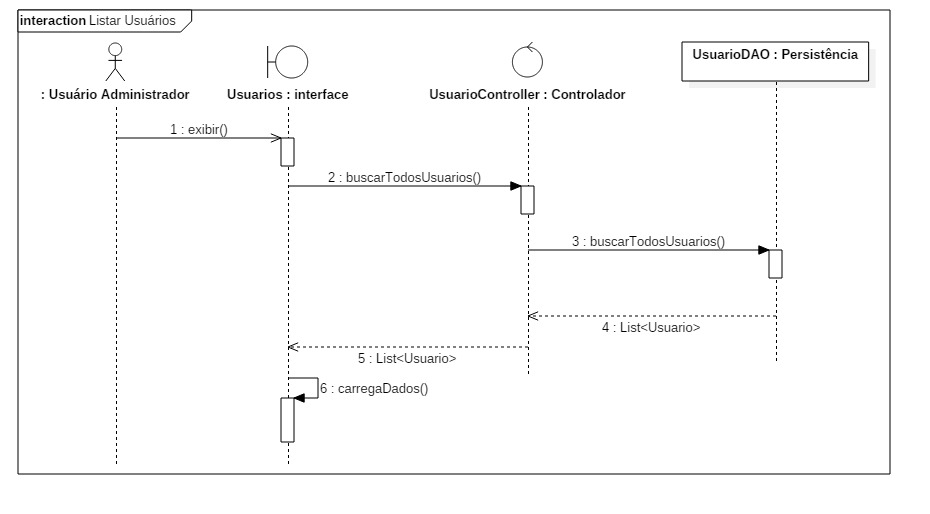 interaction Listar Usuários
: Usuário Administrador
Usuarios : interface
UsuarioController : Controlador
UsuarioDAO : Persistência
1 : exibir()
2 : buscarTodosUsuarios()
3 : buscarTodosUsuarios()
4 : List<Usuario>
5 : List<Usuario>
6 : carregaDados()